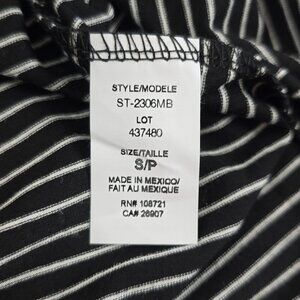 STYLE/MODELE
ST-2306MB
LOT
437480
SIZE/TAILLE
S/P
MADE IN MEXICO/
FAIT AU MEXIQUE
RN# 108721
CA# 26907